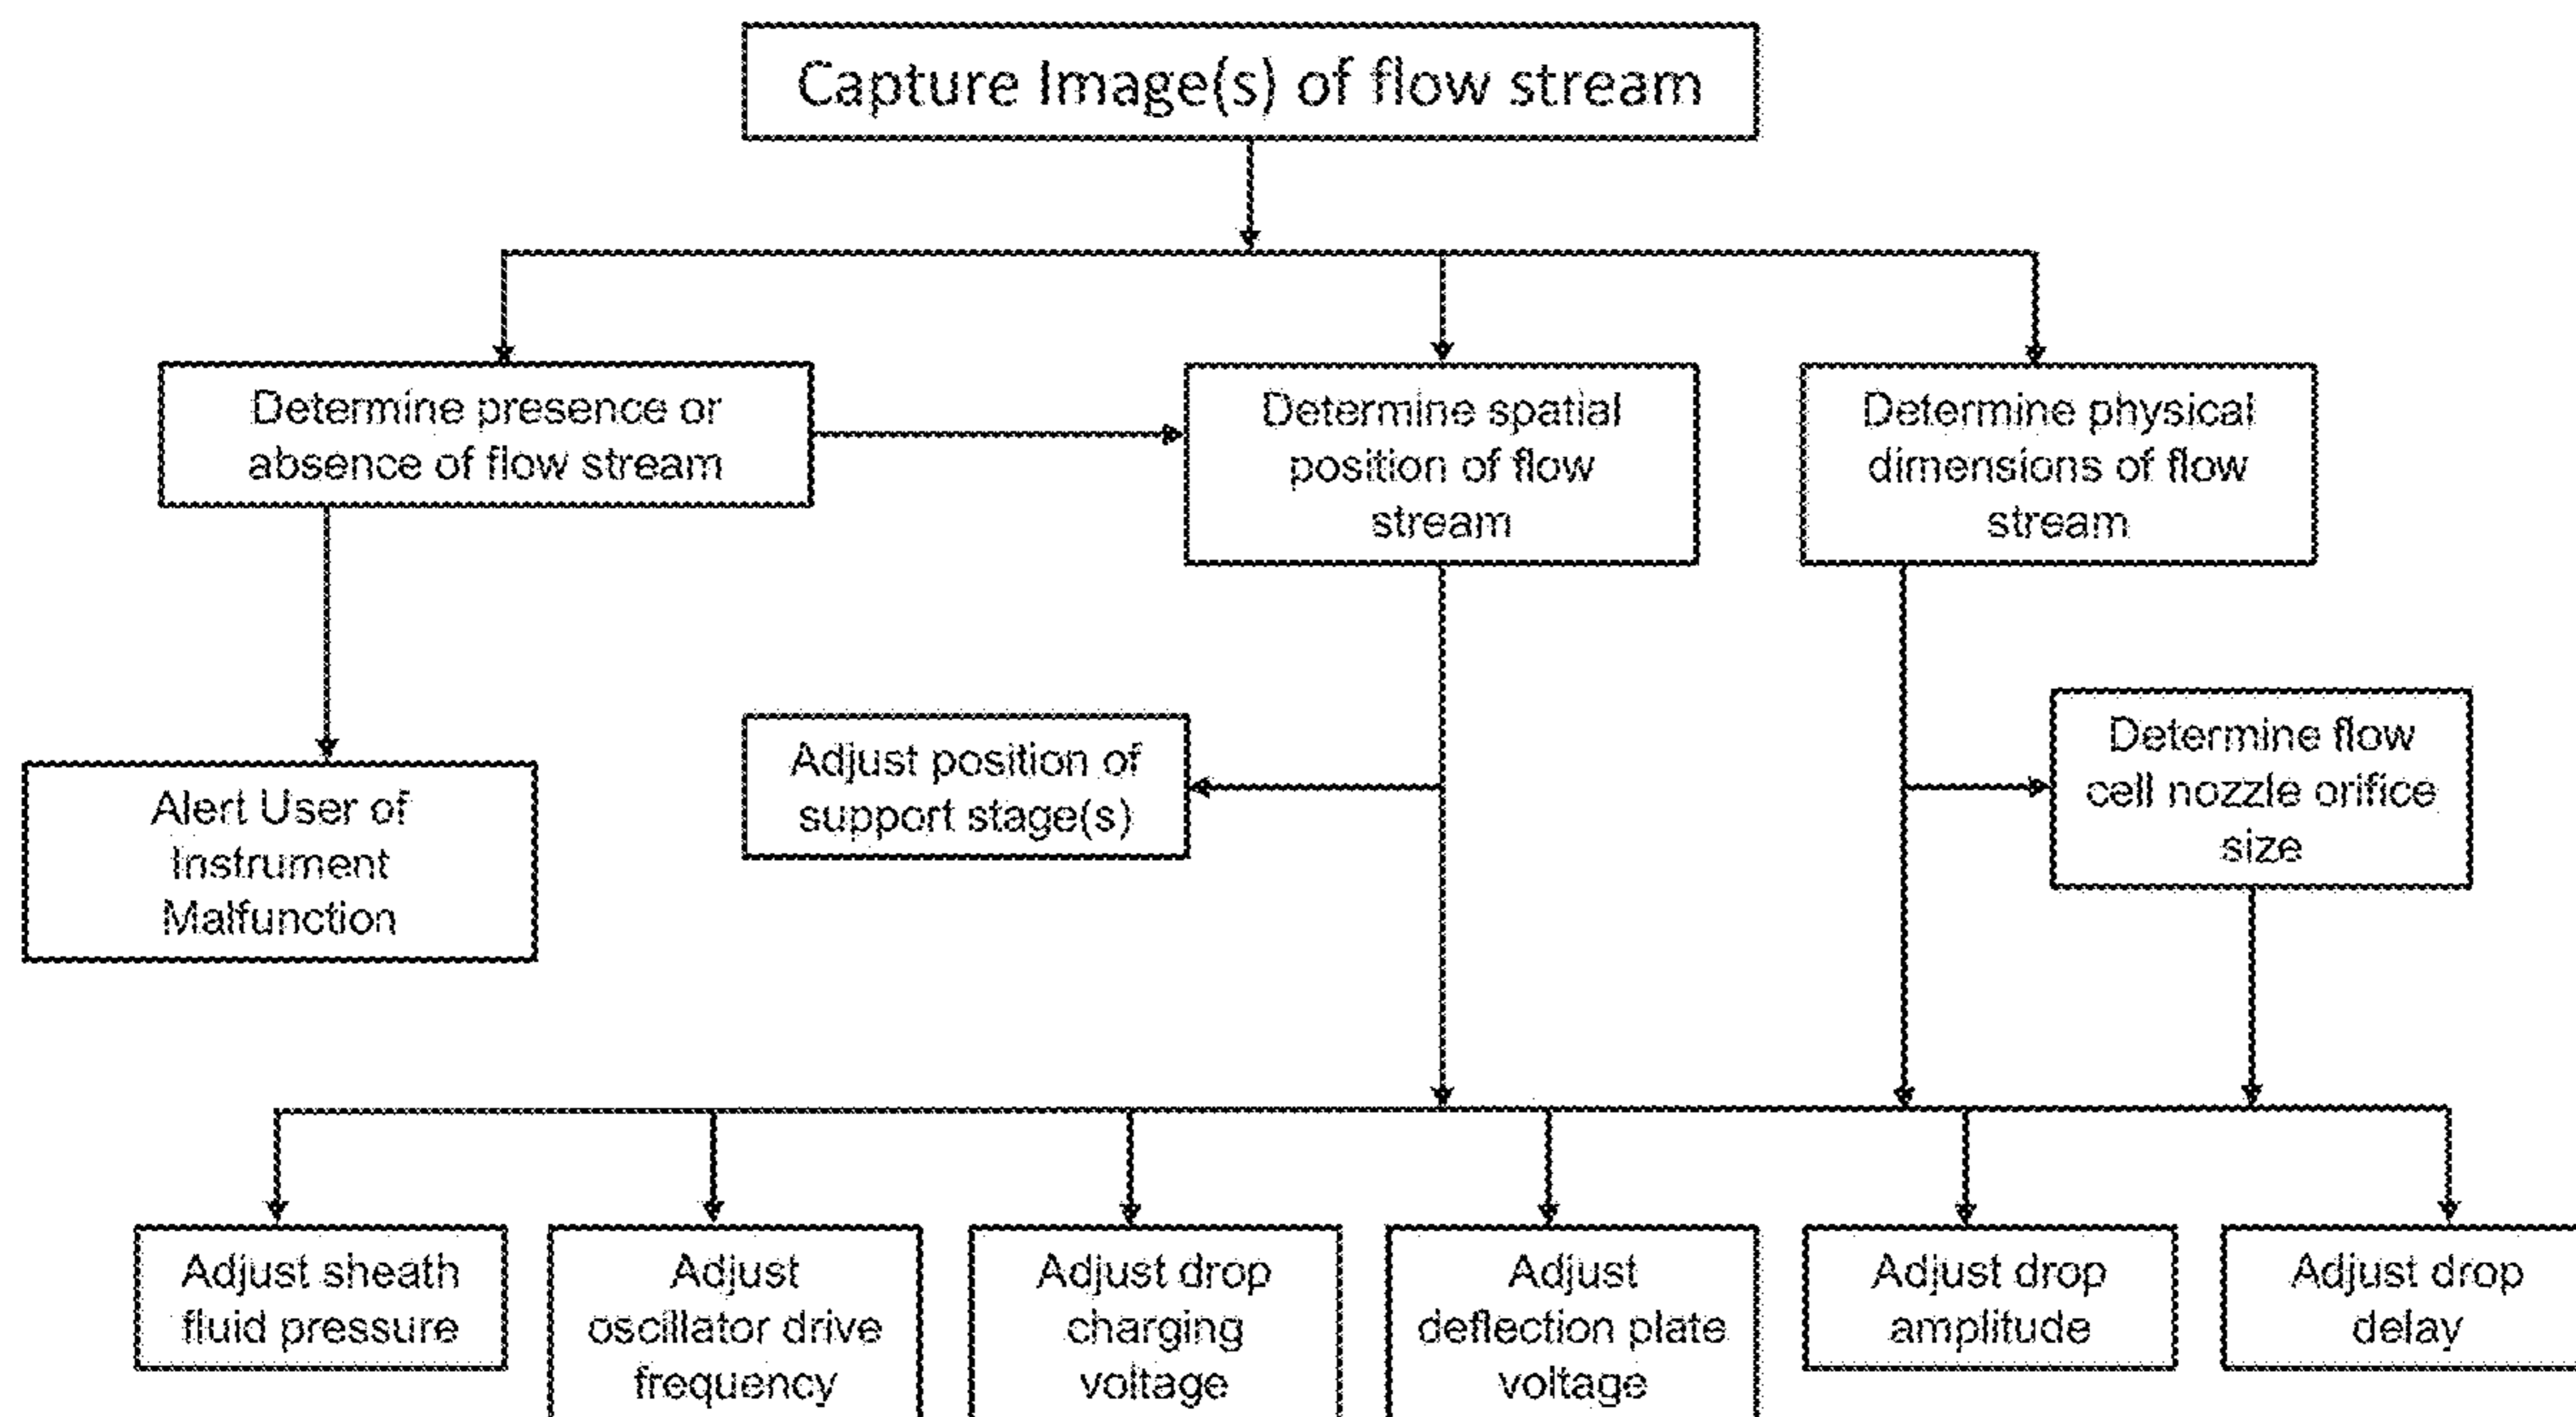 Capture Image(s) of flow stream
Determine presence or
absence of flow stream
Determine spatial
position of flow
stream
Determine physical
dimensions of flow
stream
Adjust position of
support stage(s)
Determine flow
cell nozzle orifice
size
Alert User of
Instrument
Malfunction
Adjust sheath
fluid pressure
Adjust
oscillator drive
frequency
Adjust drop
charging
voltage
Adjust
deflection plate
voltage
Adjust drop
amplitude
Adjust drop
delay